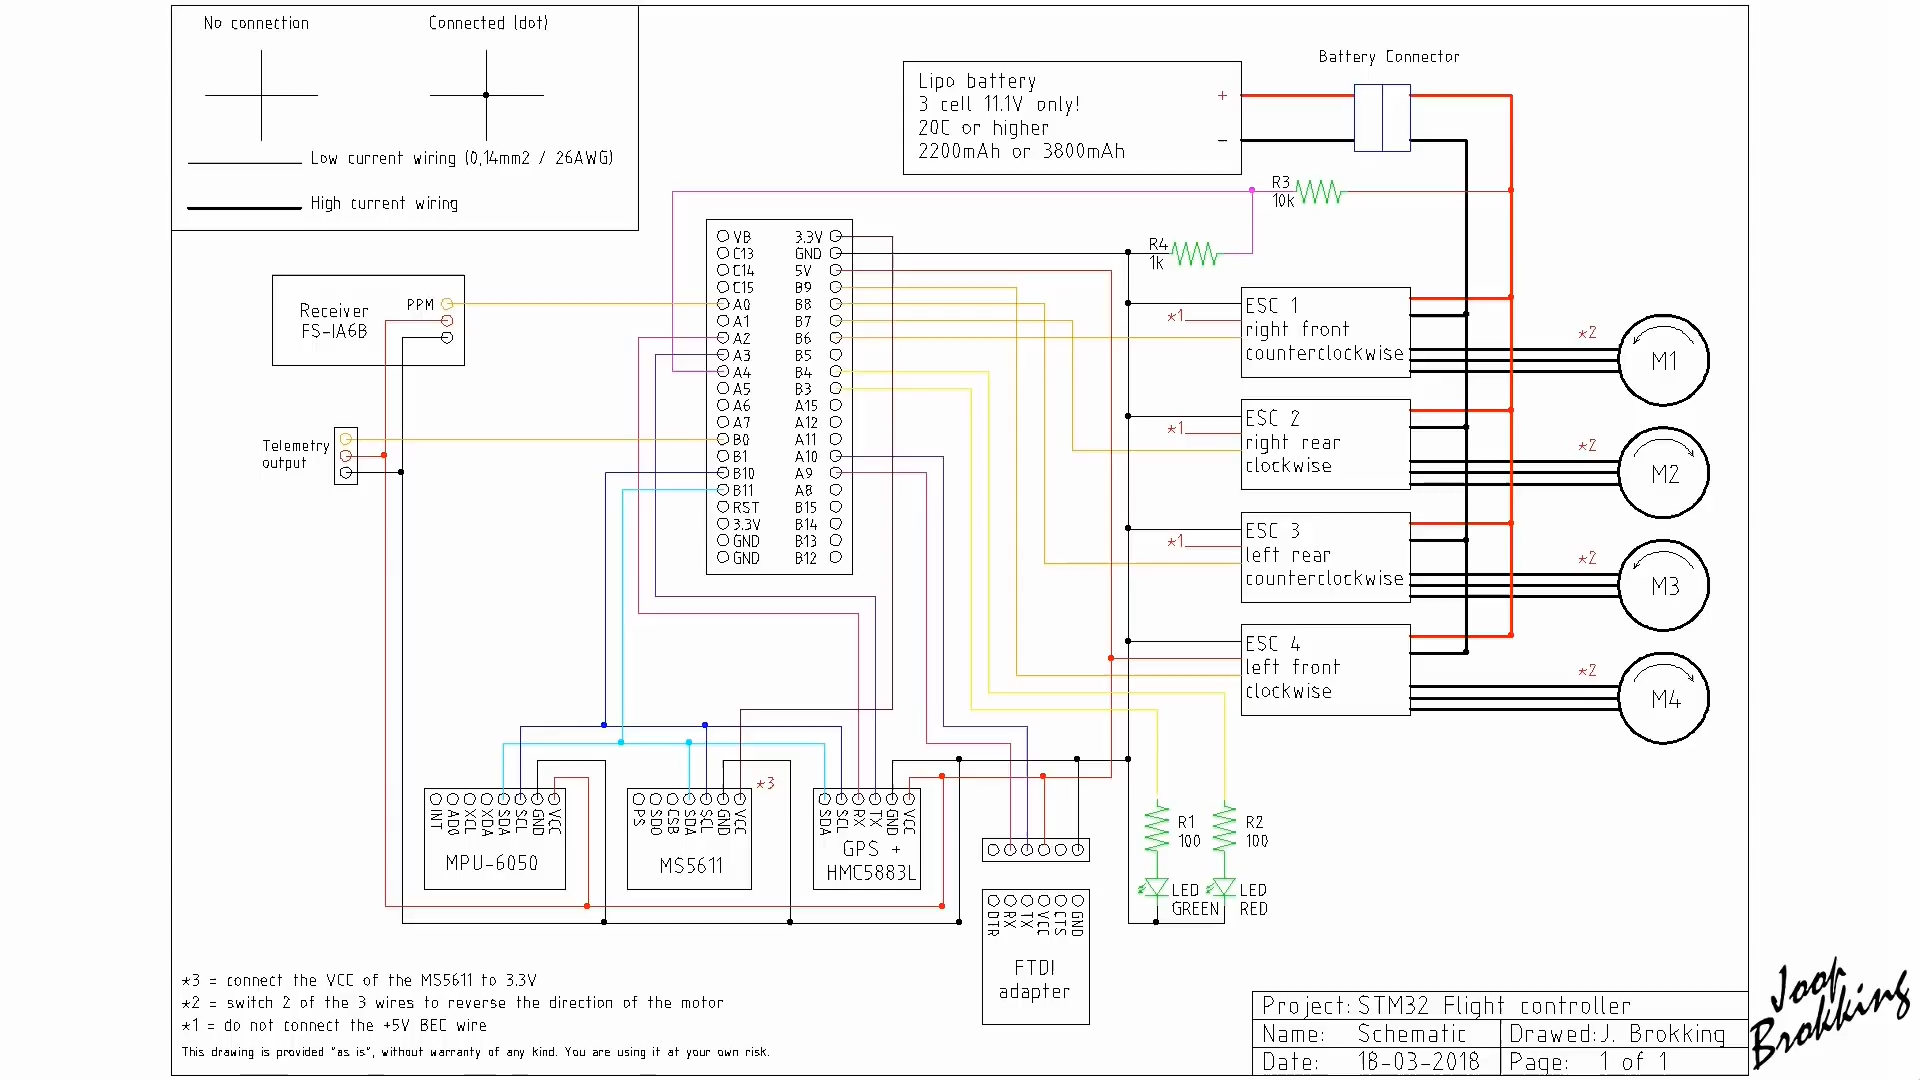 No connection
Connected (dot)
Low current wiring (0,14mm2 / 26AWG)
High current wiring
Battery Connector
Lipo battery
3 cell 11.1V only!
20C or higher
2200mAh or 3800mAh
+
-
R3
10k
R4
1k
Receiver
FS-IA6B
PPM
Telemetry
output
VB 3.3V
C13 GND
C14 5V
C15 B9
A0 B8
A1 B7
A2 B6
A3 B5
A4 B4
A5 B3
A6 A15
A7 A12
B0 A11
B1 A10
B10 A9
B11 A8
RST B15
3.3V B14
GND B13
GND B12
ESC 1
right front
counterclockwise
*1
*2
M1
ESC 2
right rear
clockwise
*1
*2
M2
ESC 3
left rear
counterclockwise
*1
*2
M3
ESC 4
left front
clockwise
*2
M4
INT AD0 XCL XDA SDA SCL GND VCC
MPU-6050
*3
PS SDO CSB SDA SCL GND VCC
MS5611
SDA SCL RX TX GND VCC
GPS +
HMC5883L
DTR RX TX VCC CTS GND
FTDI
adapter
R1
100
R2
100
LED
GREEN
LED
RED
*3 = connect the VCC of the MS5611 to 3.3V
*2 = switch 2 of the 3 wires to reverse the direction of the motor
*1 = do not connect the +5V BEC wire
This drawing is provided "as is", without warranty of any kind. You are using it at your own risk.
Project: STM32 Flight controller
Name: Schematic Drawed: J. Brokking
Date: 18-03-2018 Page: 1 of 1
Joop
Brokking